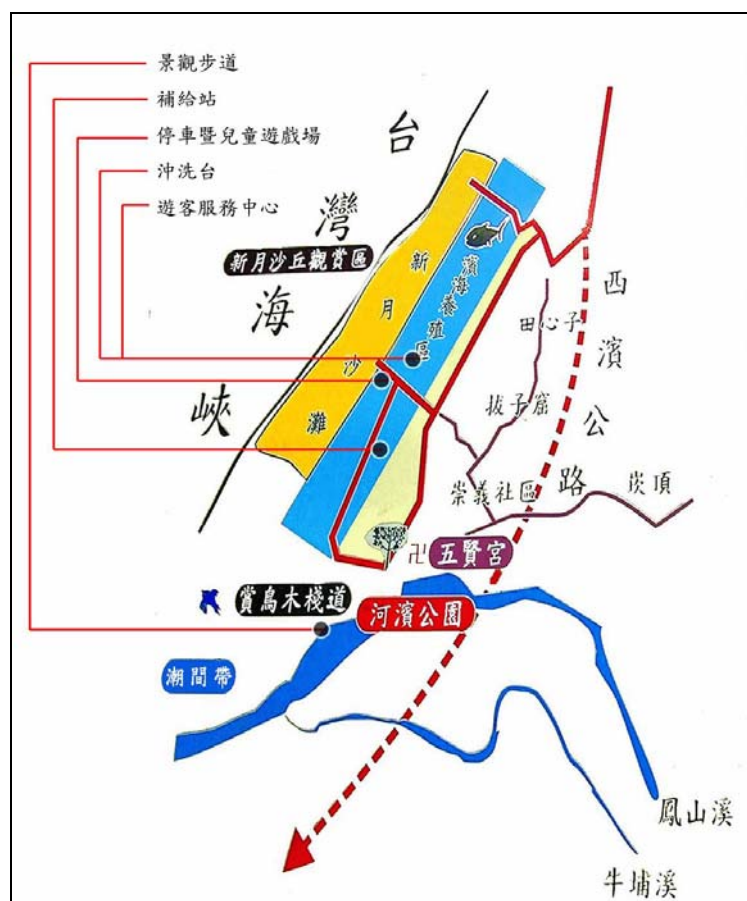 景觀步道
補給站
停車暨兒童遊戲場
沖洗台
遊客服務中心
台灣海峽
新月沙丘觀賞區
新月沙灘
濱海養殖區
西濱公路
田心子
拔子窟
崇義社區
崁頂
卍 五賢宮
賞鳥木棧道
河濱公園
潮間帶
鳳山溪
牛埔溪